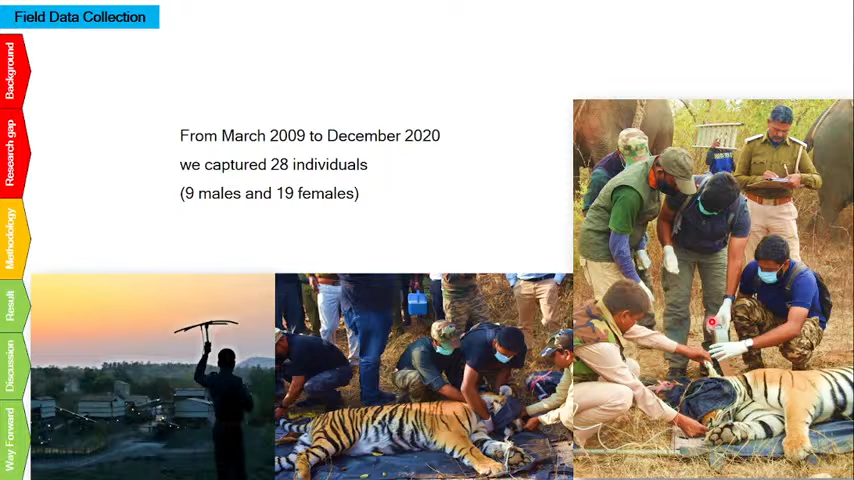 Field Data Collection
Background
Research gap
Methodology
Result
Discussion
Way Forward
From March 2009 to December 2020
we captured 28 individuals
(9 males and 19 females)